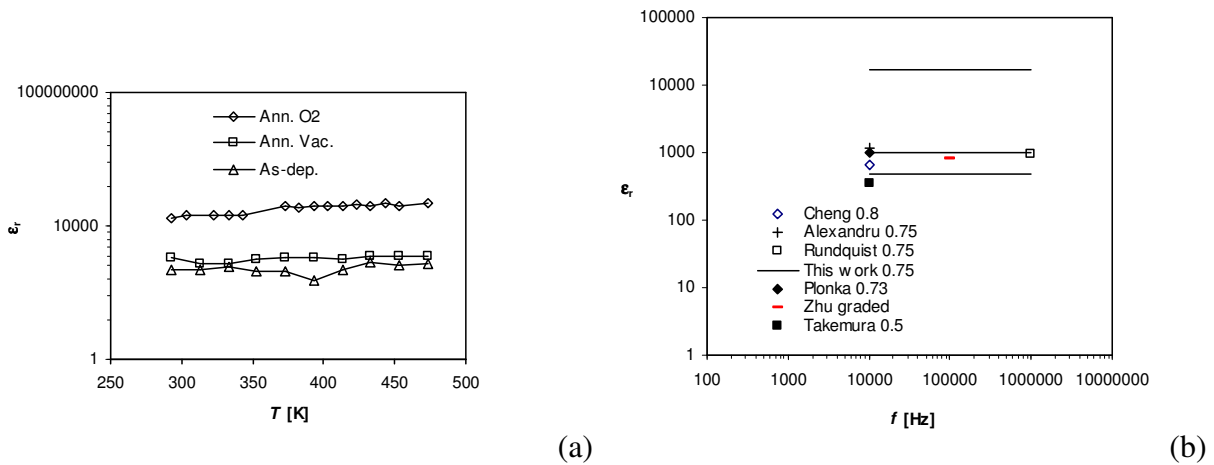 100000000
10000
1
εr
250 300 350 400 450 500
T [K]
Ann. O2
Ann. Vac.
As-dep.
(a)
100000
10000
1000
100
10
1
εr
100 1000 10000 100000 1000000 10000000
f [Hz]
Cheng 0.8
Alexandru 0.75
Rundquist 0.75
This work 0.75
Plonka 0.73
Zhu graded
Takemura 0.5
(b)